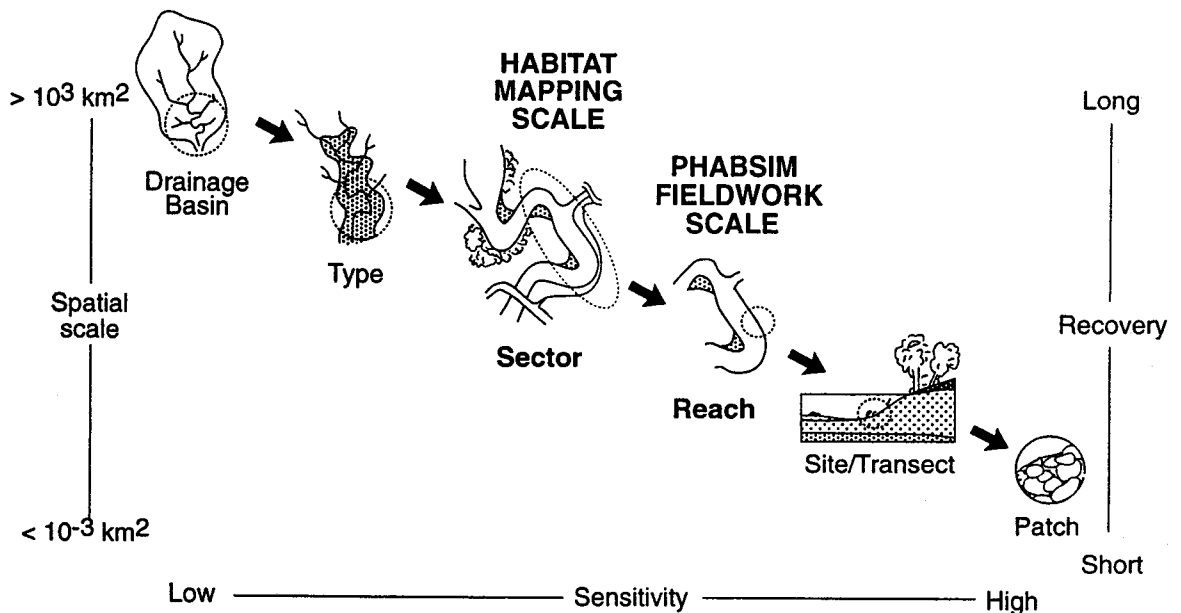 HABITAT
MAPPING
SCALE
> 10³ km²
Long
Drainage
Basin
PHABSIM
FIELDWORK
SCALE
Type
Spatial
scale
Recovery
Sector
Reach
Site/Transect
Patch
< 10⁻³ km²
Short
Low
Sensitivity
High